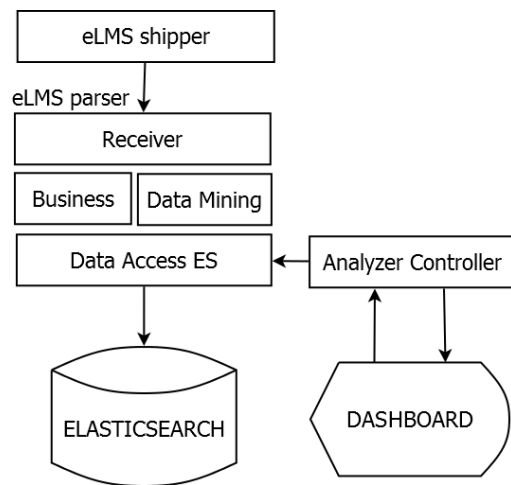 eLMS shipper
eLMS parser
Receiver
Business
Data Mining
Data Access ES
Analyzer Controller
ELASTICSEARCH
DASHBOARD